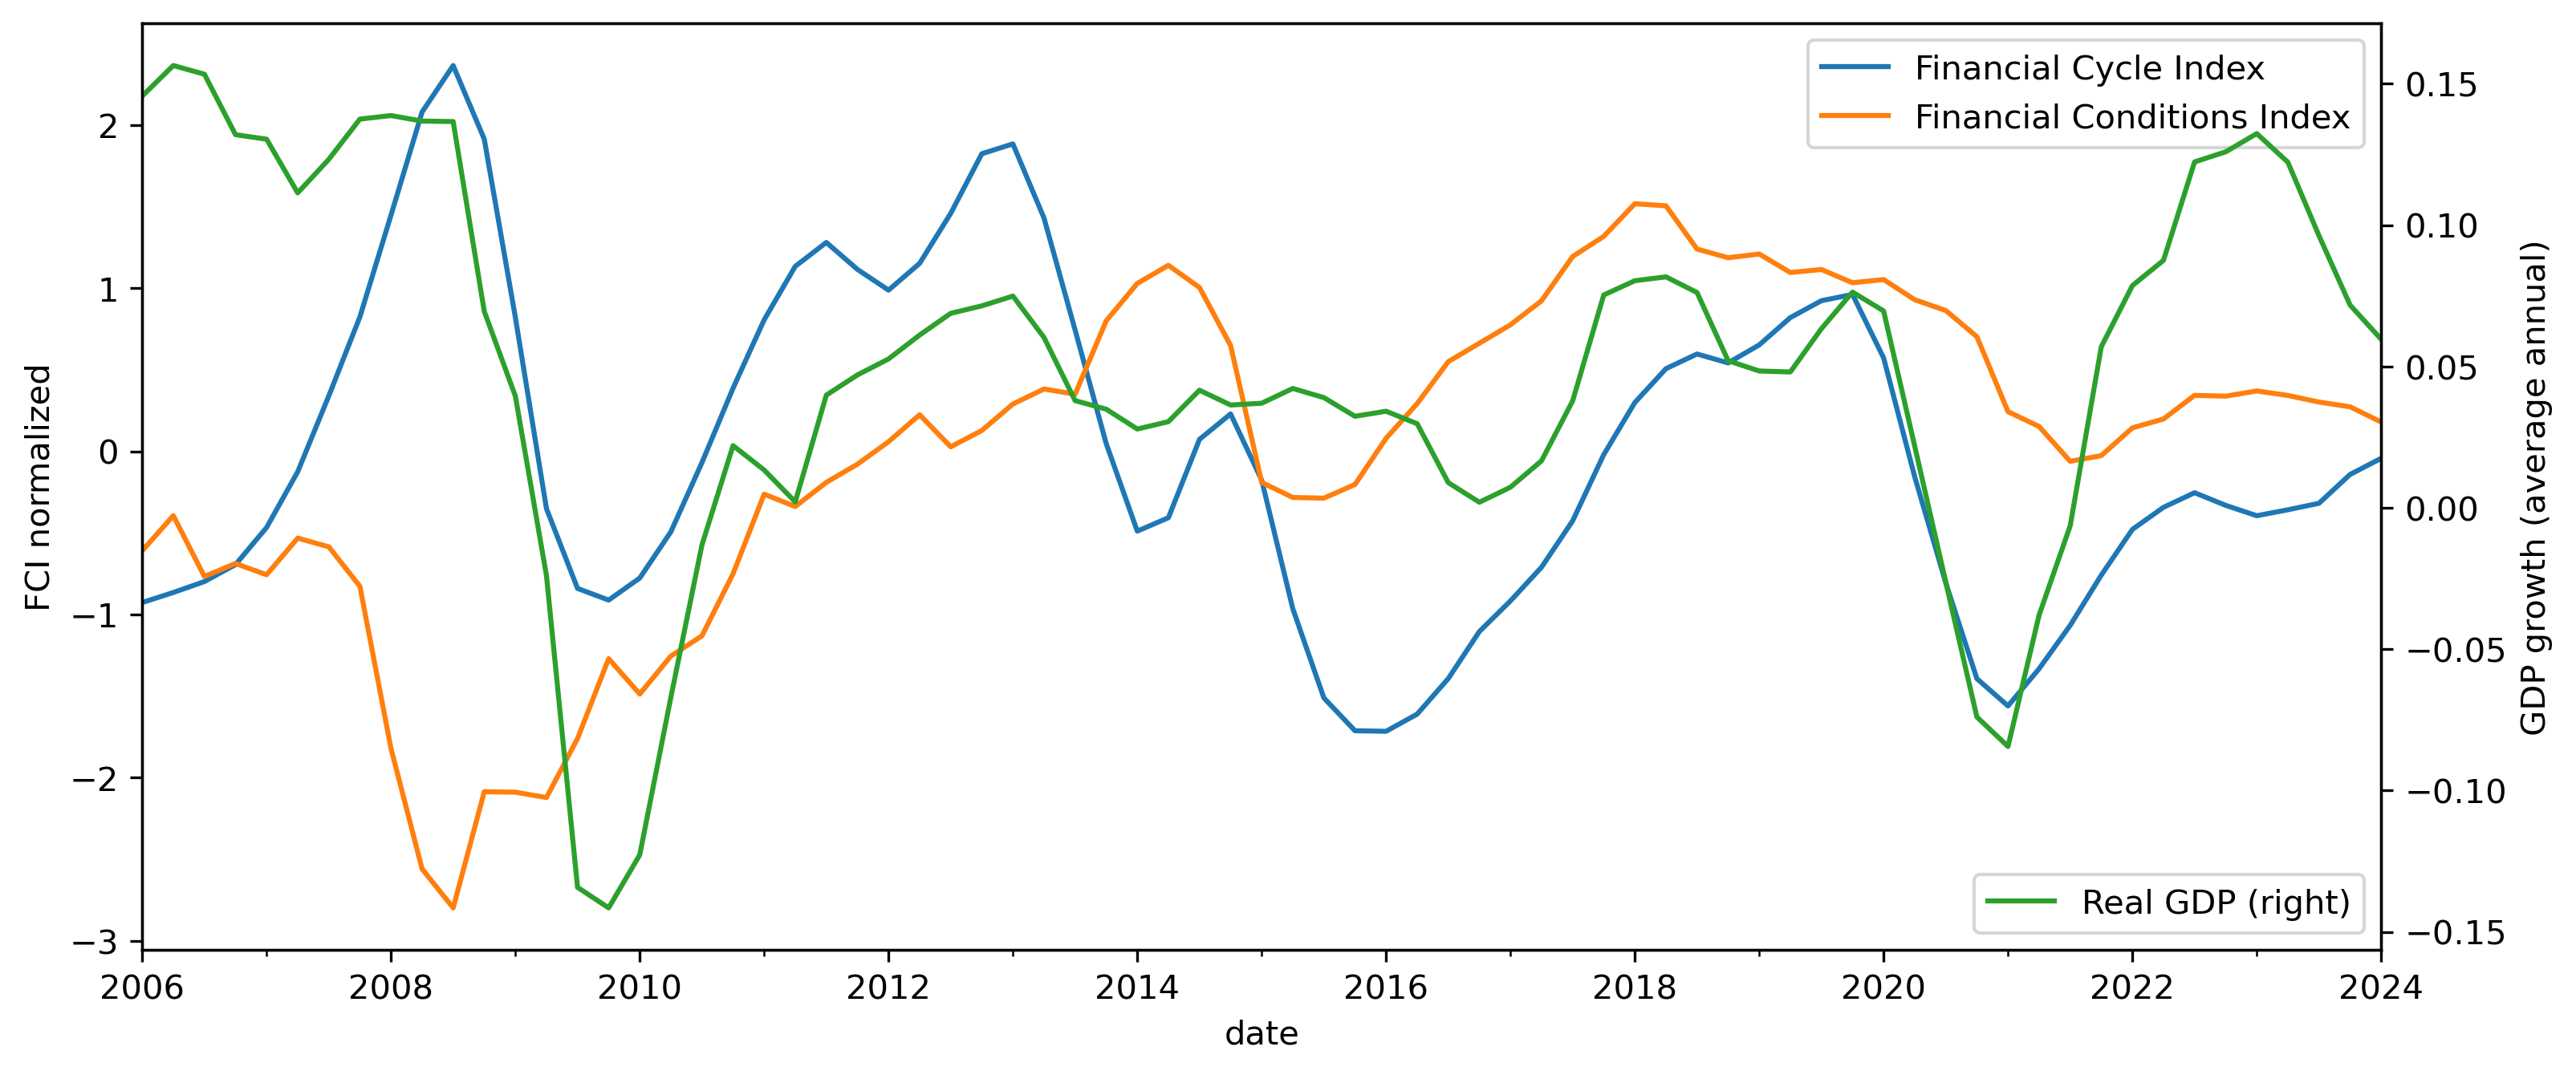 Financial Cycle Index
Financial Conditions Index
Real GDP (right)
FCI normalized
2
1
0
−1
−2
−3
0.15
0.10
0.05
0.00
−0.05
−0.10
−0.15
GDP growth (average annual)
2006 2008 2010 2012 2014 2016 2018 2020 2022 2024
date